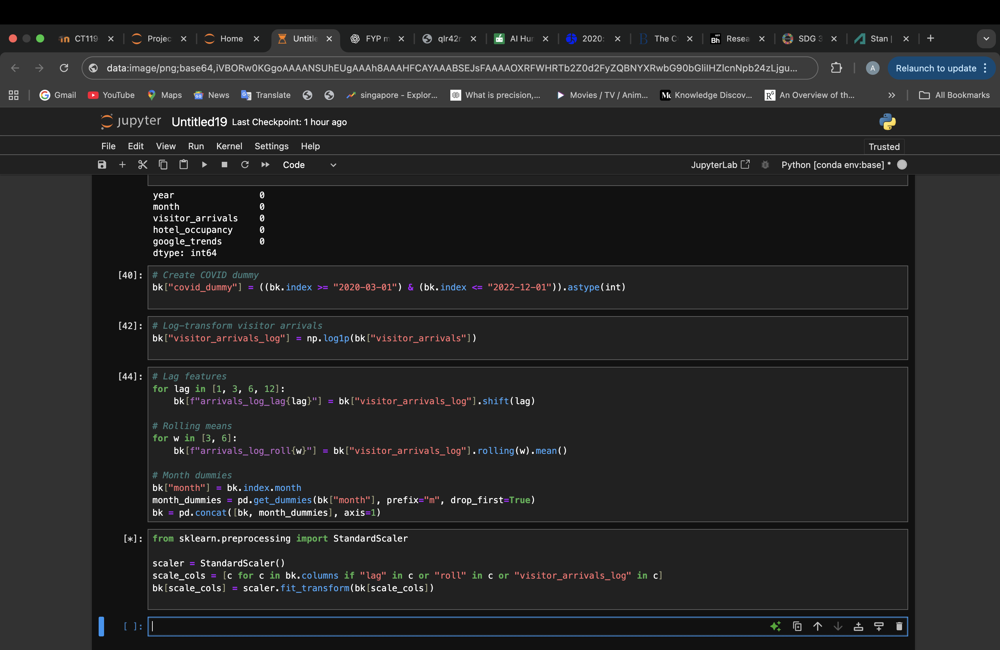 CT119
Projec
Home
Untitle
FYP m
qlr42r
AI Hur
2020:
The C
Resea
SDG 3
Stan |
data:image/png;base64,iVBORw0KGgoAAAANSUhEUgAAAh8AAAHFCAYAAABSEJsFAAAAOXRFWHRTb2Z0d2FyZQBNYXRwbG90bGliIHZlcnNpb24zLjgu...
A
Relaunch to update
Gmail
YouTube
Maps
News
Translate
singapore - Explor...
What is precision,...
Movies / TV / Anim...
Knowledge Discov...
An Overview of th...
All Bookmarks
jupyter Untitled19 Last Checkpoint: 1 hour ago
File Edit View Run Kernel Settings Help
Trusted
Code
JupyterLab
Python [conda env:base] *
year 0
month 0
visitor_arrivals 0
hotel_occupancy 0
google_trends 0
dtype: int64
[40]: # Create COVID dummy
bk["covid_dummy"] = ((bk.index >= "2020-03-01") & (bk.index <= "2022-12-01")).astype(int)
[42]: # Log-transform visitor arrivals
bk["visitor_arrivals_log"] = np.log1p(bk["visitor_arrivals"])
[44]: # Lag features
for lag in [1, 3, 6, 12]:
    bk[f"arrivals_log_lag{lag}"] = bk["visitor_arrivals_log"].shift(lag)
# Rolling means
for w in [3, 6]:
    bk[f"arrivals_log_roll{w}"] = bk["visitor_arrivals_log"].rolling(w).mean()
# Month dummies
bk["month"] = bk.index.month
month_dummies = pd.get_dummies(bk["month"], prefix="m", drop_first=True)
bk = pd.concat([bk, month_dummies], axis=1)
[*]: from sklearn.preprocessing import StandardScaler
scaler = StandardScaler()
scale_cols = [c for c in bk.columns if "lag" in c or "roll" in c or "visitor_arrivals_log" in c]
bk[scale_cols] = scaler.fit_transform(bk[scale_cols])
[ ]: